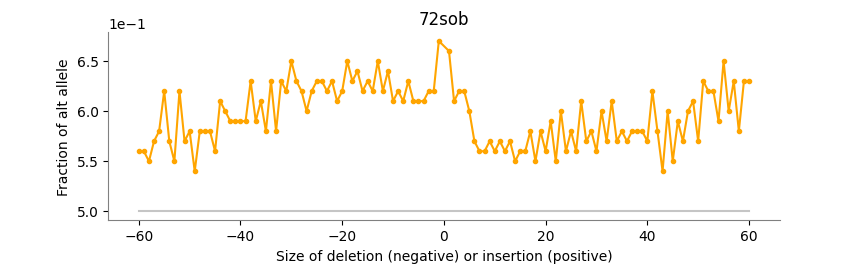 72sob
1e−1
6.5
6.0
5.5
5.0
Fraction of alt allele
−60 −40 −20 0 20 40 60
Size of deletion (negative) or insertion (positive)